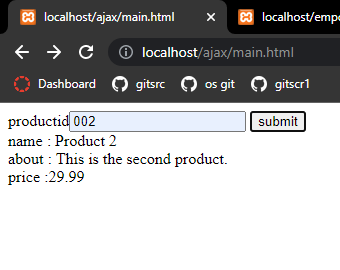 localhost/ajax/main.html
localhost/empo
localhost/ajax/main.html
Dashboard gitsrc os git gitscr1
productid 002 submit
name : Product 2
about : This is the second product.
price :29.99